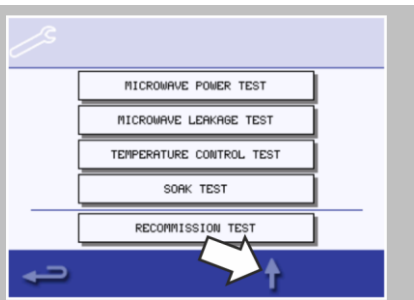 MICROWAVE POWER TEST
MICROWAVE LEAKAGE TEST
TEMPERATURE CONTROL TEST
SOAK TEST
RECOMMISSION TEST